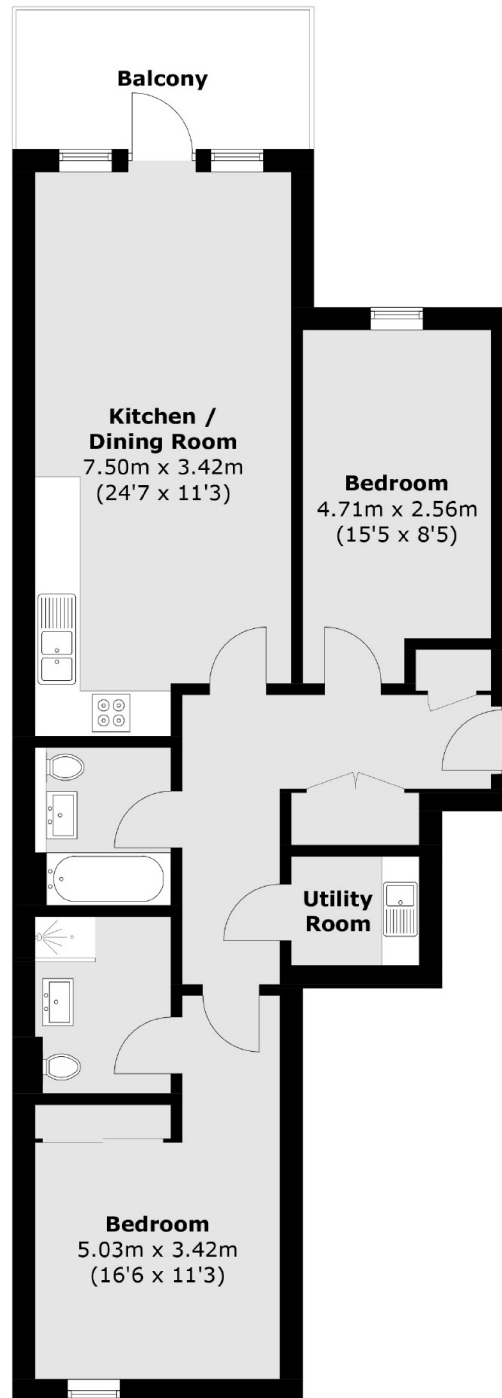 Balcony
Kitchen /
Dining Room
7.50m x 3.42m
(24'7 x 11'3)
Bedroom
4.71m x 2.56m
(15'5 x 8'5)
Utility
Room
Bedroom
5.03m x 3.42m
(16'6 x 11'3)